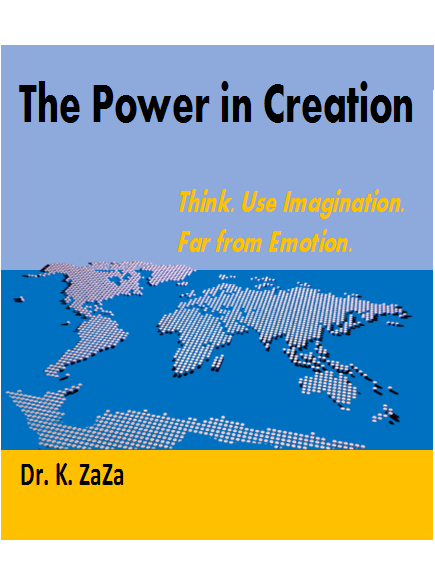 The Power in Creation
Think. Use Imagination.
Far from Emotion.
Dr. K. ZaZa